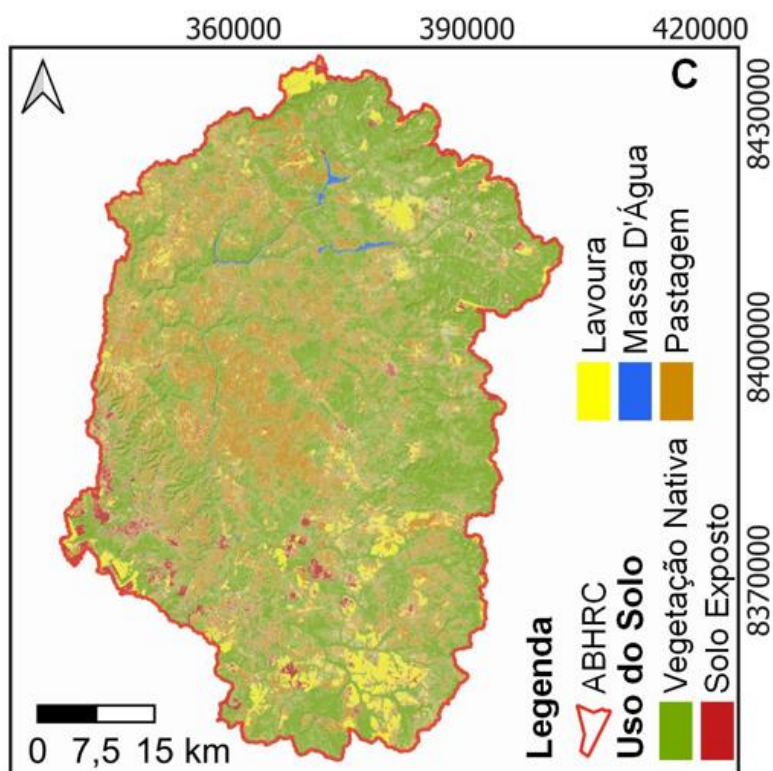 360000 390000 420000
C
8430000
8400000
8370000
Legenda
ABHRC
Uso do Solo
Vegetação Nativa
Solo Exposto
Lavoura
Massa D'Água
Pastagem
0 7,5 15 km